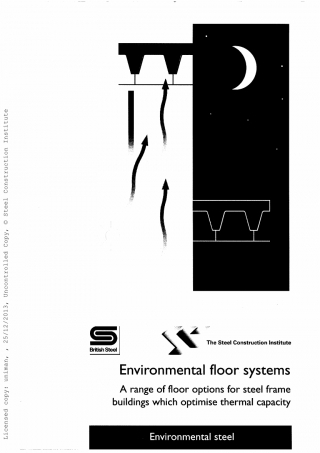 Licensed copy: uniman, , 25/12/2013, Uncontrolled Copy, © Steel Construction Institute
British Steel
The Steel Construction Institute
Environmental floor systems
A range of floor options for steel frame
buildings which optimise thermal capacity
Environmental steel